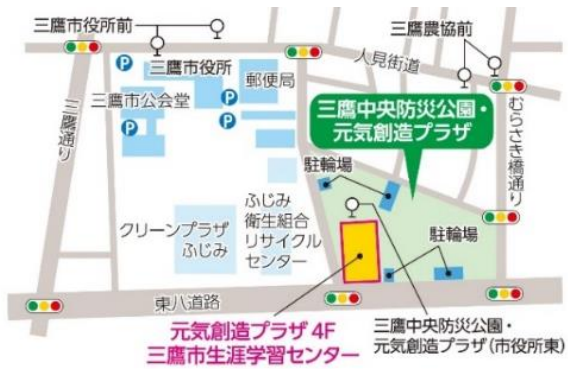 三鷹市役所前
三鷹農協前
P
三鷹市役所
郵便局
人見街道
三鷹市公会堂
P
P
三鷹通り
三鷹中央防災公園・
元気創造プラザ
むらさき橋通り
駐輪場
ふじみ
衛生組合
リサイクル
センター
クリーンプラザ
ふじみ
駐輪場
東八道路
元気創造プラザ 4F
三鷹市生涯学習センター
三鷹中央防災公園・
元気創造プラザ(市役所東)